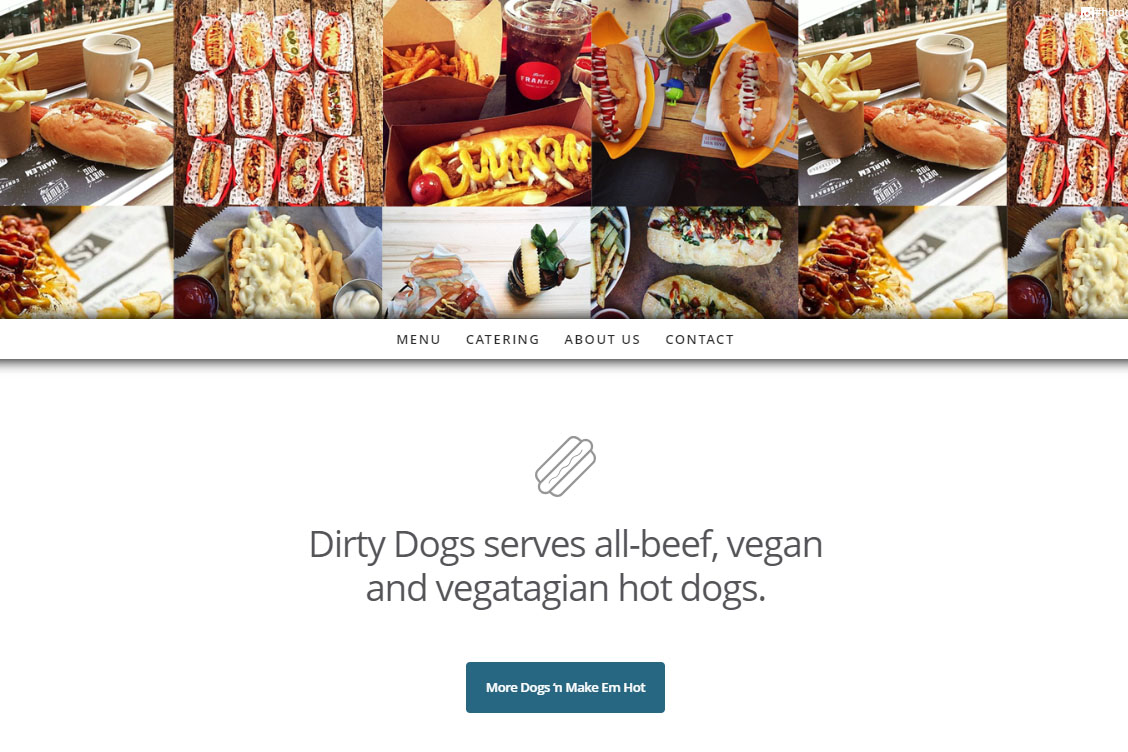 FRANKS
MENU CATERING ABOUT US CONTACT
Dirty Dogs serves all-beef, vegan
and vegatagian hot dogs.
More Dogs 'n Make Em Hot